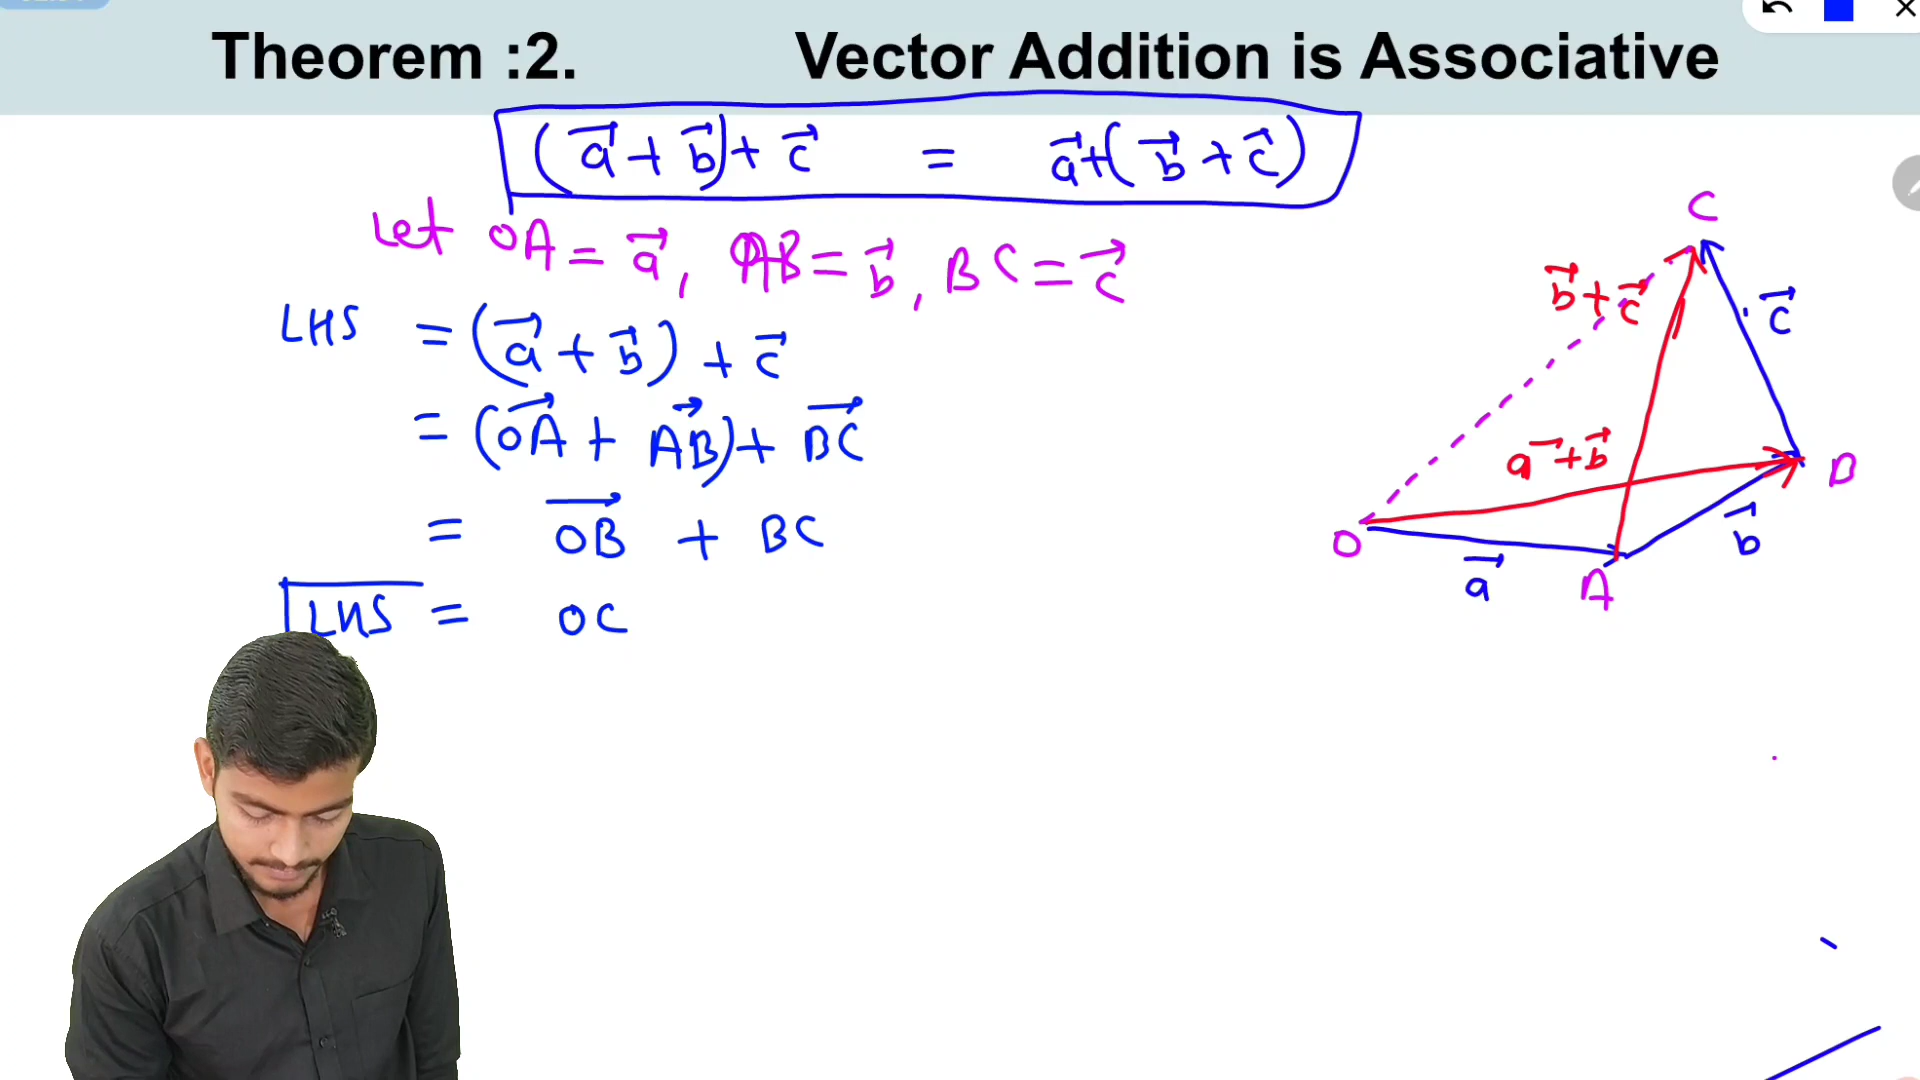 Theorem :2. Vector Addition is Associative
(a⃗ + b⃗) + c⃗ = a⃗ + (b⃗ + c⃗)
Let OA = a⃗, AB = b⃗, BC = c⃗
LHS = (a⃗ + b⃗) + c⃗
= (OA⃗ + AB⃗) + BC⃗
= OB⃗ + BC
LHS = OC
C
b⃗ + c⃗
c⃗
a⃗ + b⃗
B
O
b⃗
a⃗
A